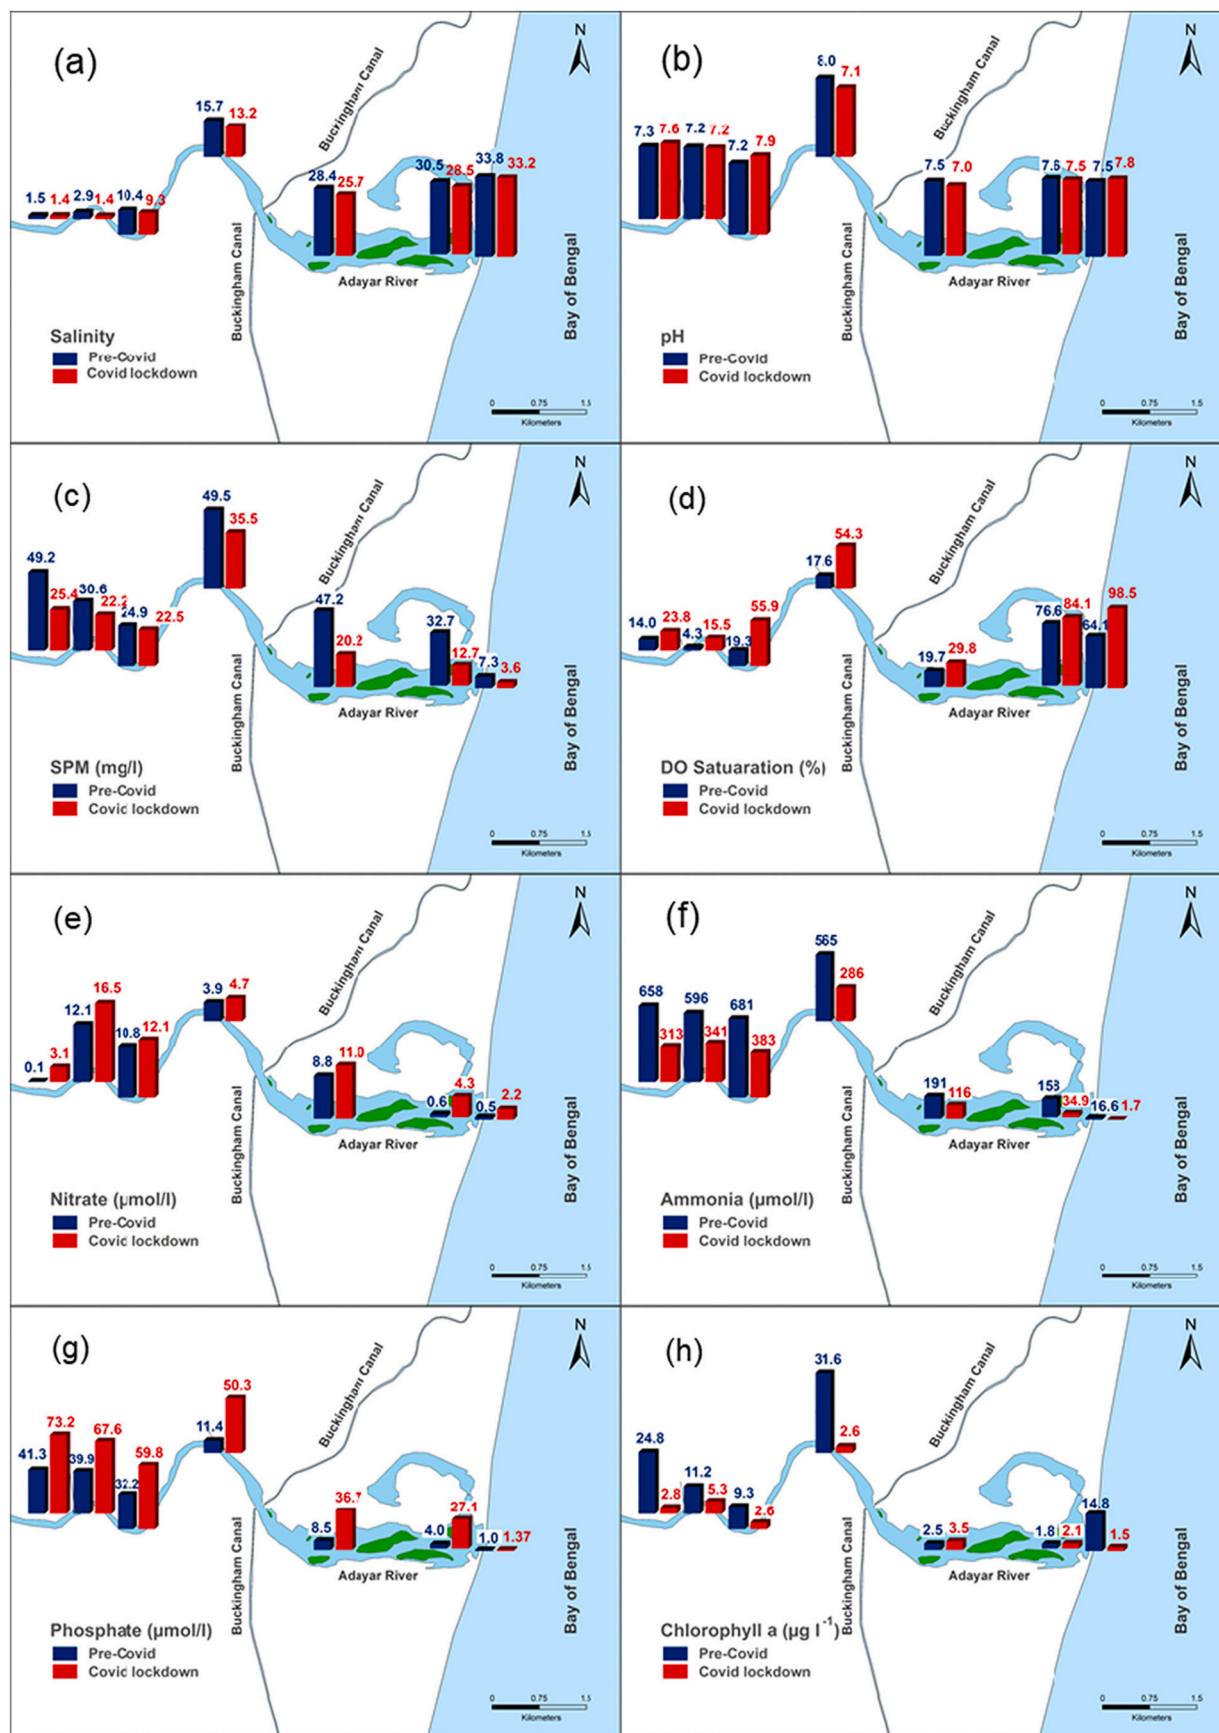 (a)
N
Buckingham Canal
15.7 13.2
1.5 1.4 2.9 1.4 10.4 9.3
28.4 25.7
30.5 28.5 33.8 33.2
Buckingham Canal
Adayar River
Bay of Bengal
Salinity
Pre-Covid
Covid lockdown
0 0.75 1.5
Kilometers
(b)
N
Buckingham Canal
8.0 7.1
7.3 7.6 7.2 7.2 7.2 7.9
7.5 7.0
7.6 7.5 7.5 7.8
Buckingham Canal
Adayar River
Bay of Bengal
pH
Pre-Covid
Covid lockdown
0 0.75 1.5
Kilometers
(c)
N
Buckingham Canal
49.5 35.5
49.2 25.4 30.6 22.2 24.9 22.5
47.2 20.2
32.7 12.7 7.3 3.6
Buckingham Canal
Adayar River
Bay of Bengal
SPM (mg/l)
Pre-Covid
Covid lockdown
0 0.75 1.5
Kilometers
(d)
N
Buckingham Canal
17.6 54.3
14.0 23.8 4.3 15.5 19.3 55.9
19.7 29.8
76.6 84.1 64.1 98.5
Buckingham Canal
Adayar River
Bay of Bengal
DO Satuaration (%)
Pre-Covid
Covid lockdown
0 0.75 1.5
Kilometers
(e)
N
Buckingham Canal
3.9 4.7
0.1 3.1 12.1 16.5 10.8 12.1
8.8 11.0
0.6 4.3 0.5 2.2
Buckingham Canal
Adayar River
Bay of Bengal
Nitrate (µmol/l)
Pre-Covid
Covid lockdown
0 0.75 1.5
Kilometers
(f)
N
Buckingham Canal
565 286
658 313 596 341 681 383
191 116
158 34.9 16.6 1.7
Buckingham Canal
Adayar River
Bay of Bengal
Ammonia (µmol/l)
Pre-Covid
Covid lockdown
0 0.75 1.5
Kilometers
(g)
N
Buckingham Canal
11.4 50.3
41.3 73.2 39.9 67.6 32.2 59.8
8.5 36.7
4.0 27.1 1.0 1.37
Buckingham Canal
Adayar River
Bay of Bengal
Phosphate (µmol/l)
Pre-Covid
Covid lockdown
0 0.75 1.5
Kilometers
(h)
N
Buckingham Canal
31.6 2.6
24.8 2.8 11.2 5.3 9.3 2.6
2.5 3.5
1.8 2.1 14.8 1.5
Buckingham Canal
Adayar River
Bay of Bengal
Chlorophyll a (µg l⁻¹)
Pre-Covid
Covid lockdown
0 0.75 1.5
Kilometers